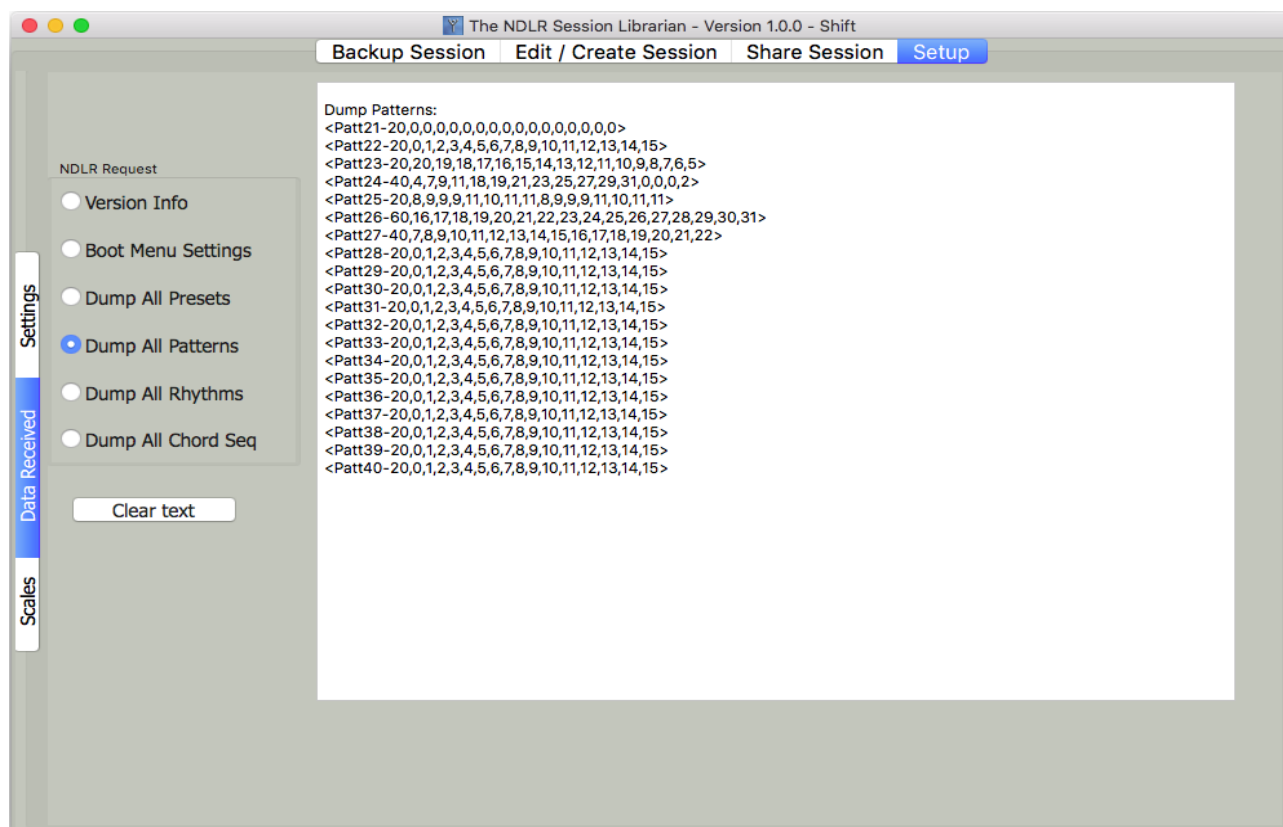 The NDLR Session Librarian - Version 1.0.0 - Shift
Backup Session
Edit / Create Session
Share Session
Setup
Settings
Data Received
Scales
NDLR Request
Version Info
Boot Menu Settings
Dump All Presets
Dump All Patterns
Dump All Rhythms
Dump All Chord Seq
Clear text
Dump Patterns:
<Patt21-20,0,0,0,0,0,0,0,0,0,0,0,0,0,0,0,0>
<Patt22-20,0,1,2,3,4,5,6,7,8,9,10,11,12,13,14,15>
<Patt23-20,20,19,18,17,16,15,14,13,12,11,10,9,8,7,6,5>
<Patt24-40,4,7,9,11,18,19,21,23,25,27,29,31,0,0,0,2>
<Patt25-20,8,9,9,9,11,10,11,11,8,9,9,9,11,10,11,11>
<Patt26-60,16,17,18,19,20,21,22,23,24,25,26,27,28,29,30,31>
<Patt27-40,7,8,9,10,11,12,13,14,15,16,17,18,19,20,21,22>
<Patt28-20,0,1,2,3,4,5,6,7,8,9,10,11,12,13,14,15>
<Patt29-20,0,1,2,3,4,5,6,7,8,9,10,11,12,13,14,15>
<Patt30-20,0,1,2,3,4,5,6,7,8,9,10,11,12,13,14,15>
<Patt31-20,0,1,2,3,4,5,6,7,8,9,10,11,12,13,14,15>
<Patt32-20,0,1,2,3,4,5,6,7,8,9,10,11,12,13,14,15>
<Patt33-20,0,1,2,3,4,5,6,7,8,9,10,11,12,13,14,15>
<Patt34-20,0,1,2,3,4,5,6,7,8,9,10,11,12,13,14,15>
<Patt35-20,0,1,2,3,4,5,6,7,8,9,10,11,12,13,14,15>
<Patt36-20,0,1,2,3,4,5,6,7,8,9,10,11,12,13,14,15>
<Patt37-20,0,1,2,3,4,5,6,7,8,9,10,11,12,13,14,15>
<Patt38-20,0,1,2,3,4,5,6,7,8,9,10,11,12,13,14,15>
<Patt39-20,0,1,2,3,4,5,6,7,8,9,10,11,12,13,14,15>
<Patt40-20,0,1,2,3,4,5,6,7,8,9,10,11,12,13,14,15>